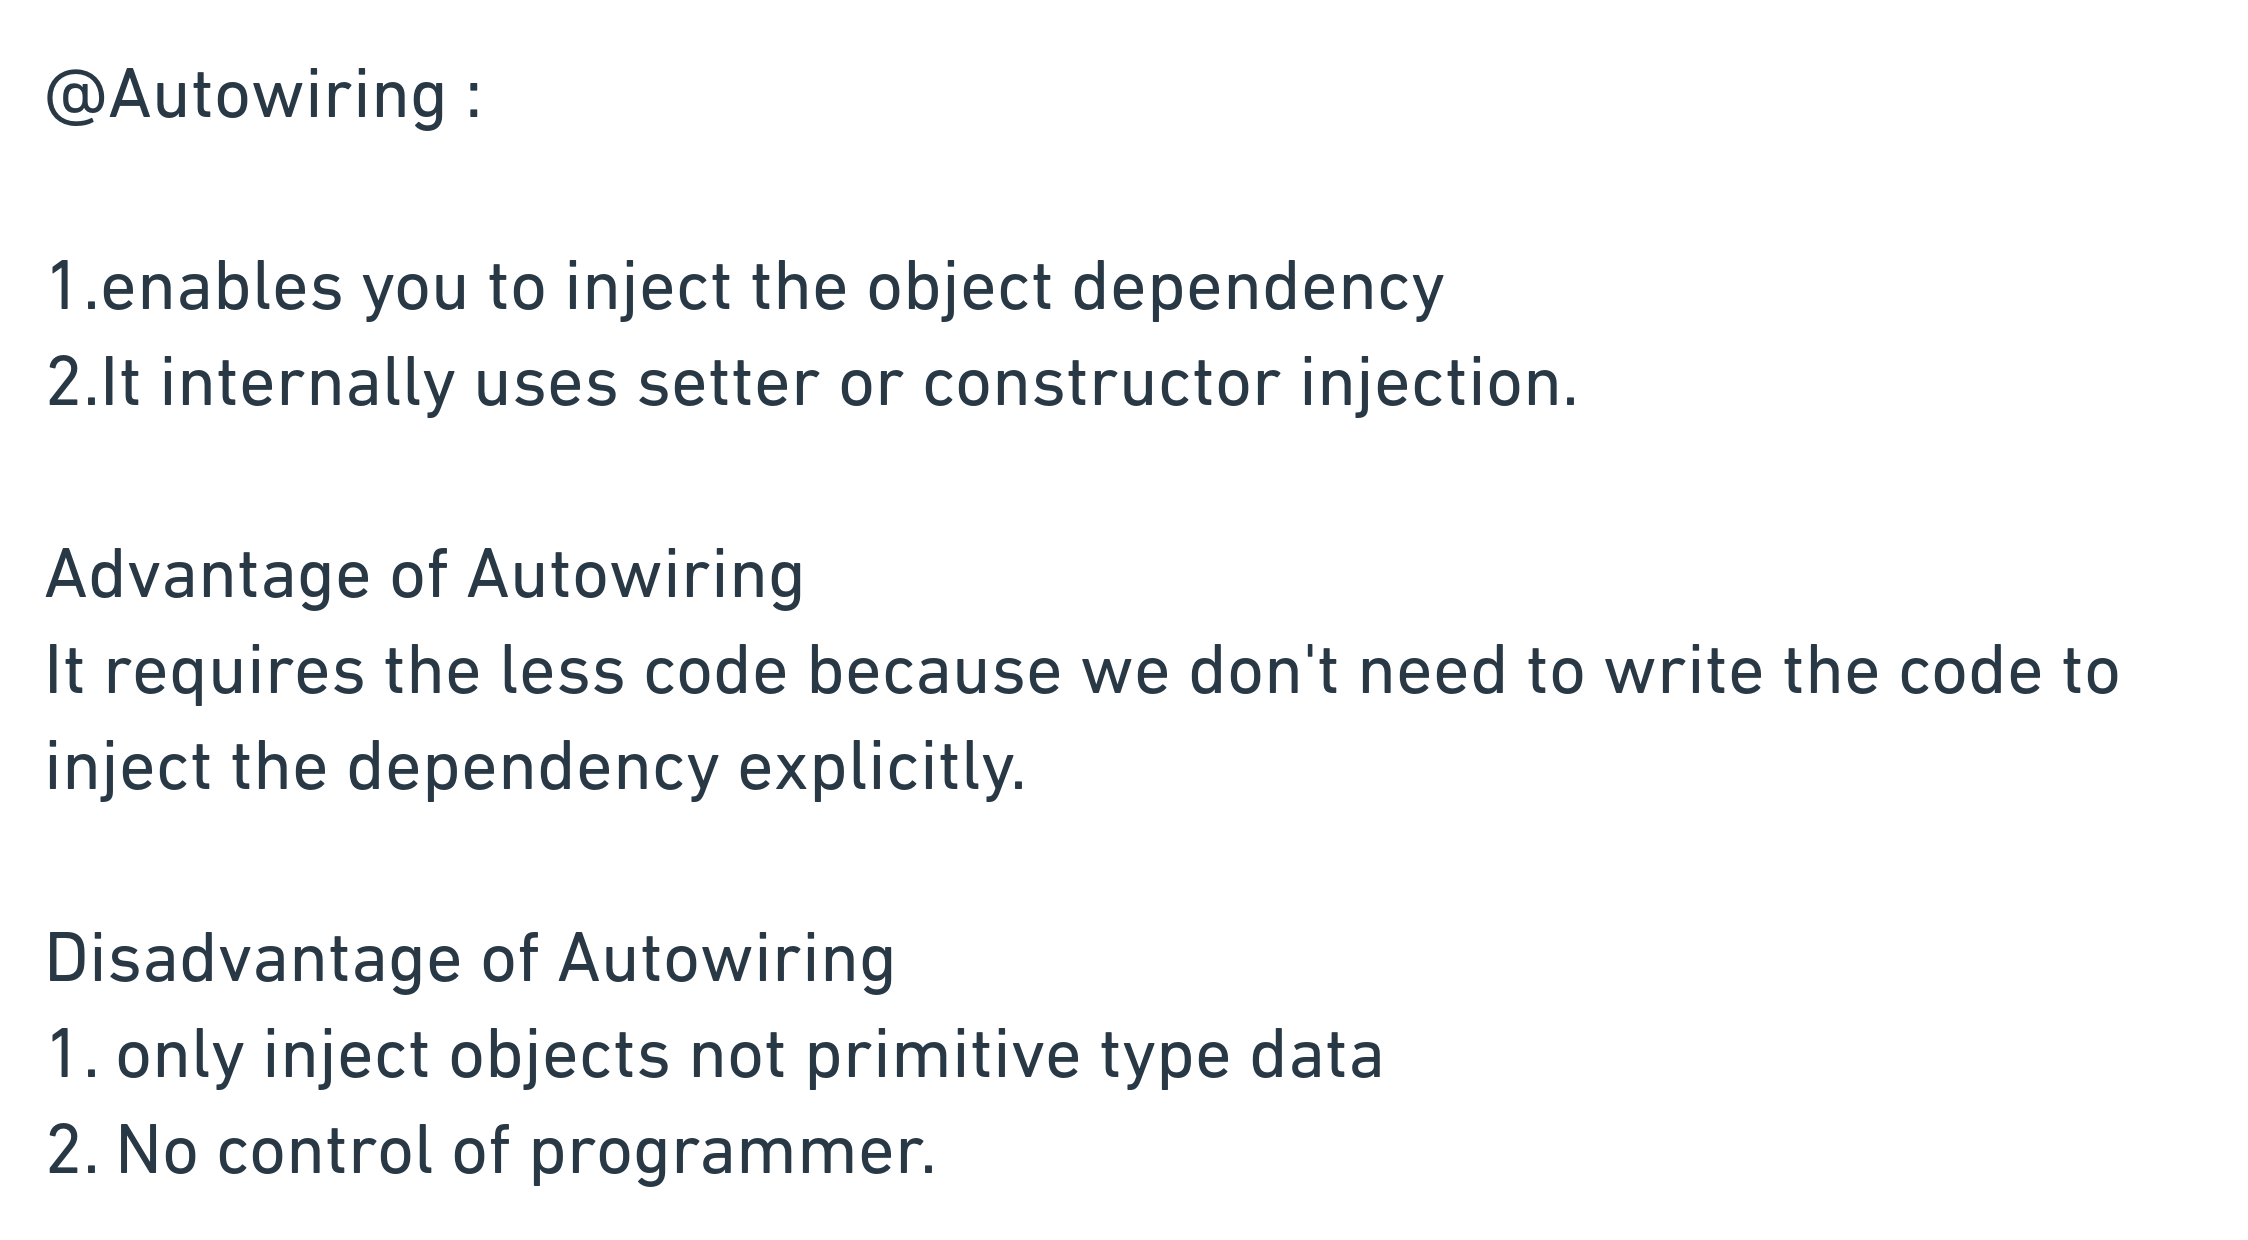 @Autowiring :
1.enables you to inject the object dependency
2.It internally uses setter or constructor injection.
Advantage of Autowiring
It requires the less code because we don't need to write the code to
inject the dependency explicitly.
Disadvantage of Autowiring
1. only inject objects not primitive type data
2. No control of programmer.